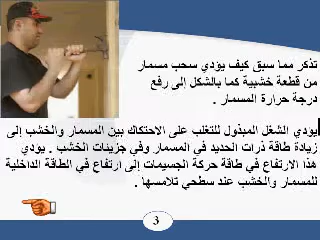 تذكر مما سبق كيف يؤدي سحب مسمار
من قطعة خشبية كما بالشكل إلى رفع
درجة حرارة المسمار .
يؤدي الشغل المبذول للتغلب على الاحتكاك بين المسمار والخشب إلى
زيادة طاقة ذرات الحديد في المسمار وفي جزيئات الخشب . يؤدي
هذا الارتفاع في طاقة حركة الجسيمات إلى ارتفاع في الطاقة الداخلية
للمسمار والخشب عند سطحي تلامسها .
3